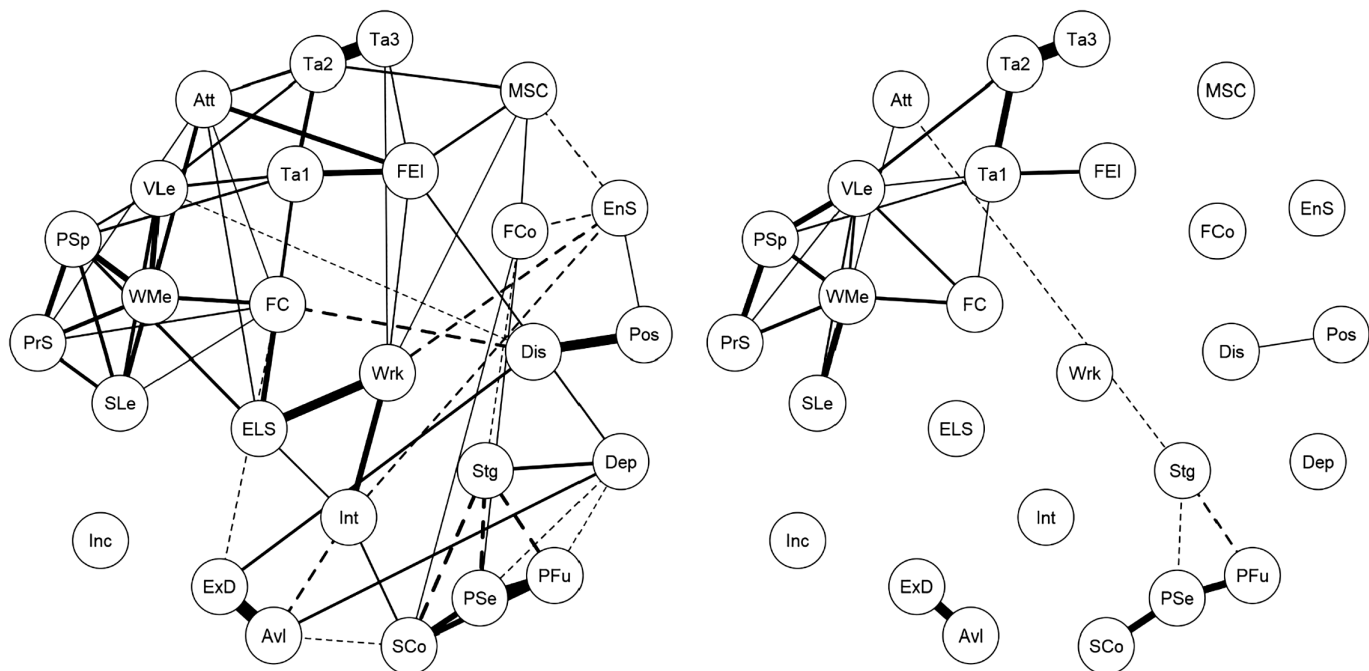 Ta3
Ta2
MSC
Att
Ta1
FEI
VLe
EnS
FCo
PSp
WMe
FC
Pos
PrS
Dis
Wrk
SLe
ELS
Dep
Stg
Int
Inc
PFu
ExD
PSe
Avl
SCo
Ta3
Ta2
MSC
Att
Ta1
FEI
VLe
EnS
FCo
PSp
WMe
FC
Pos
PrS
Dis
Wrk
SLe
ELS
Dep
Stg
Int
Inc
PFu
ExD
PSe
Avl
SCo